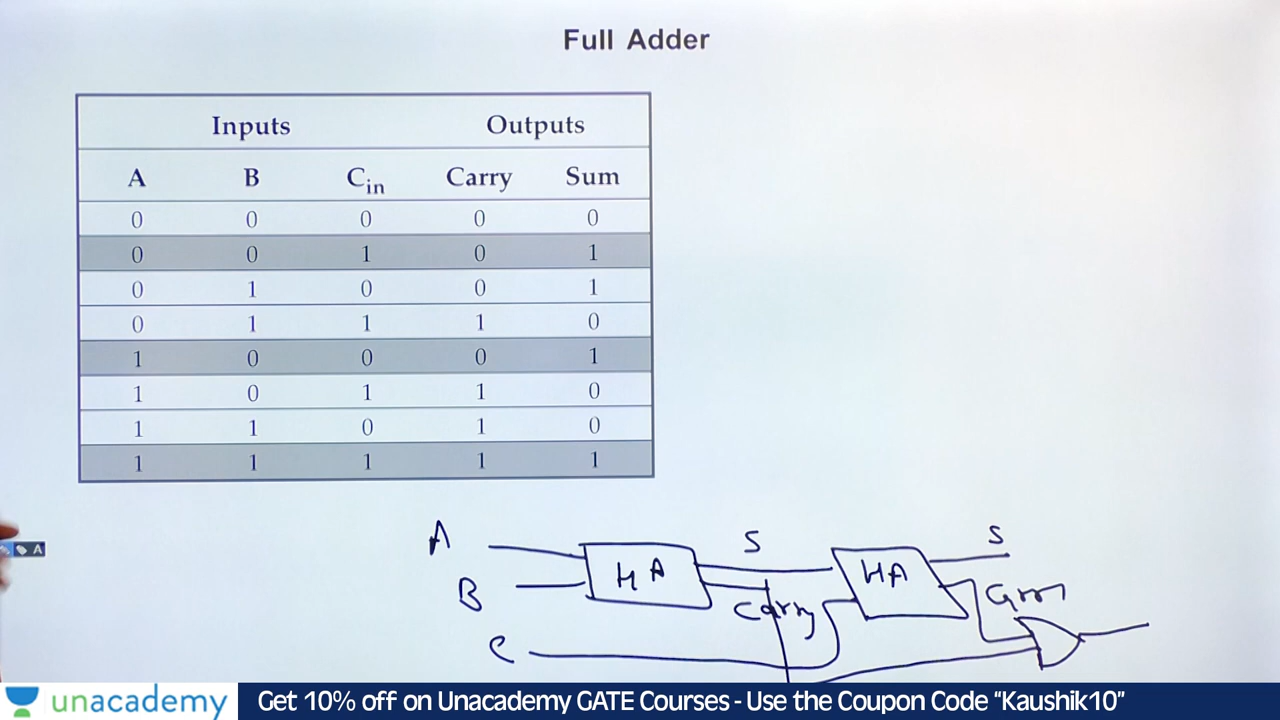 Full Adder
Inputs Outputs
A B Cin Carry Sum
0 0 0 0 0
0 0 1 0 1
0 1 0 0 1
0 1 1 1 0
1 0 0 0 1
1 0 1 1 0
1 1 0 1 0
1 1 1 1 1
A
A S S
B HA Carry HA
C
unacademy Get 10% off on Unacademy GATE Courses - Use the Coupon Code “Kaushik10”